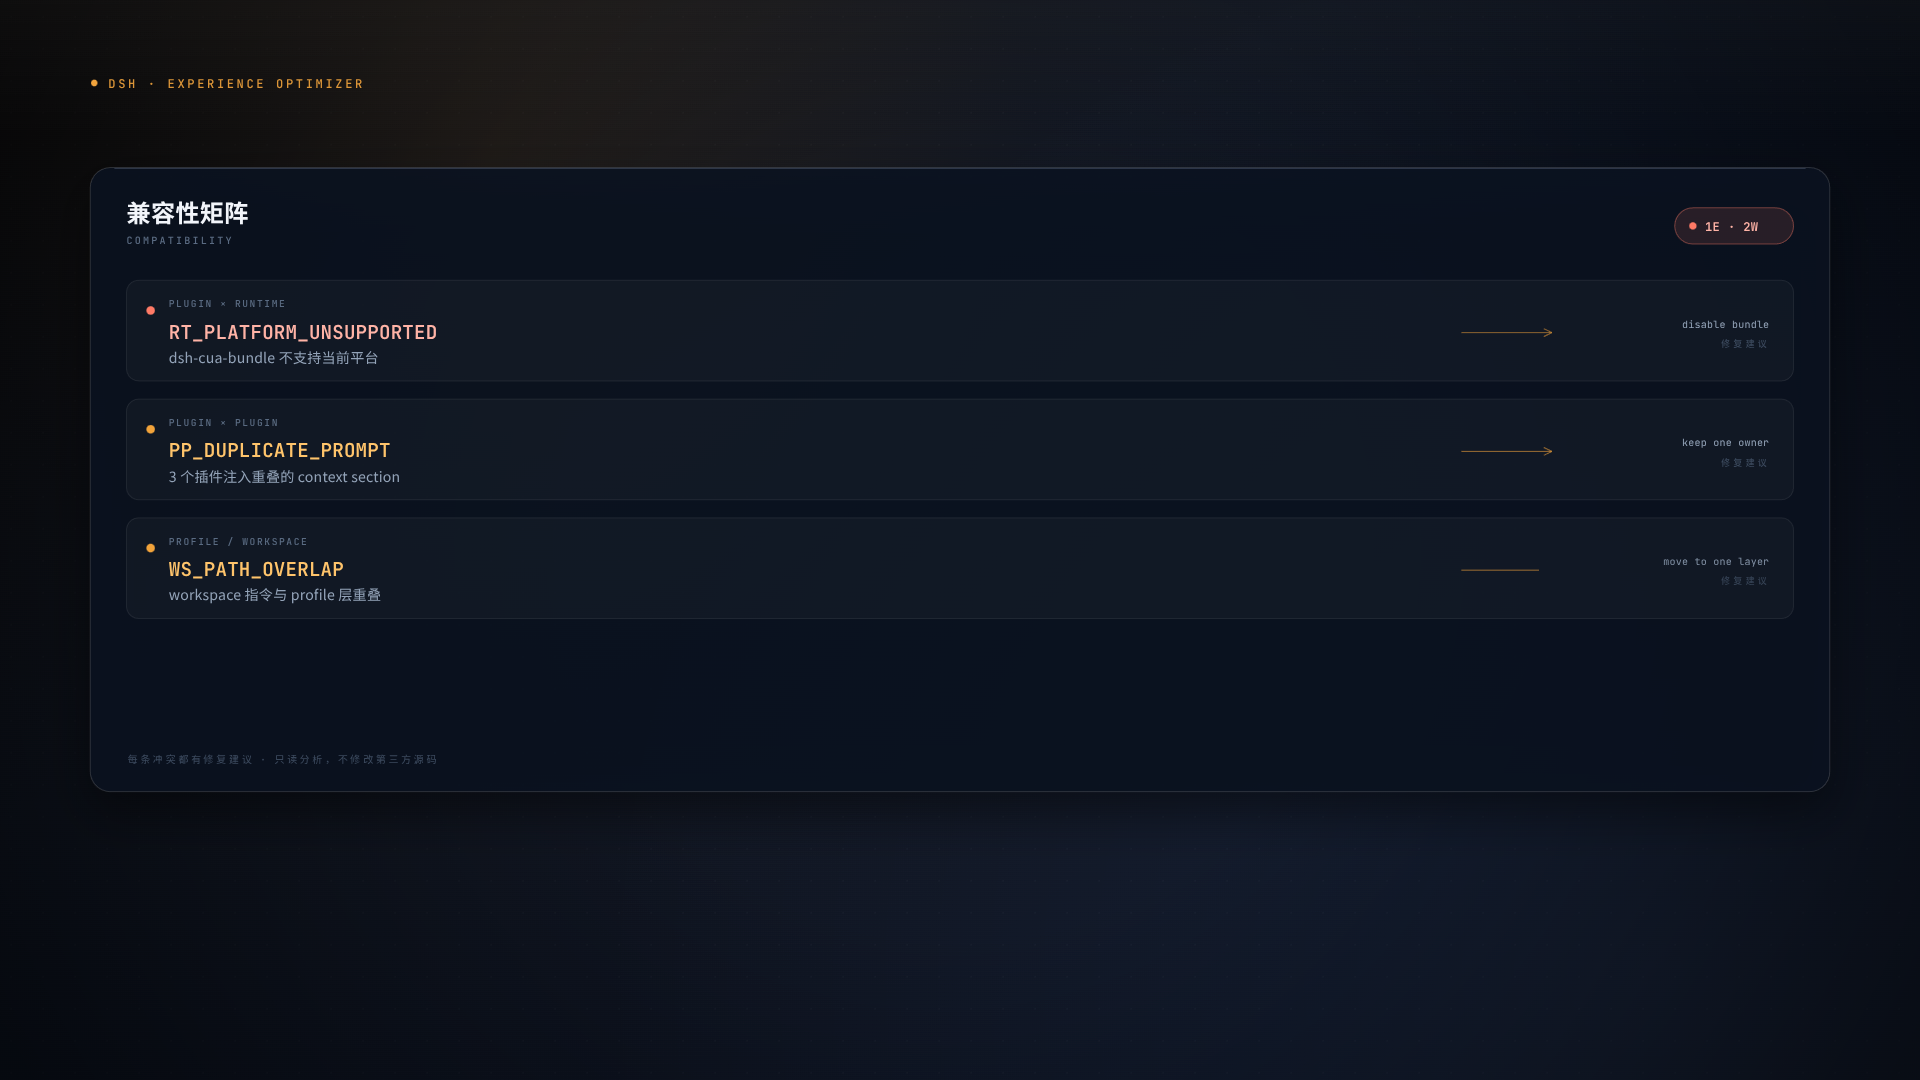 DSH · EXPERIENCE OPTIMIZER
兼容性矩阵
COMPATIBILITY
1E · 2W
PLUGIN × RUNTIME
RT_PLATFORM_UNSUPPORTED
dsh-cua-bundle 不支持当前平台
disable bundle
修复建议
PLUGIN × PLUGIN
PP_DUPLICATE_PROMPT
3 个插件注入重叠的 context section
keep one owner
修复建议
PROFILE / WORKSPACE
WS_PATH_OVERLAP
workspace 指令与 profile 层重叠
move to one layer
修复建议
每条冲突都有修复建议 · 只读分析, 不修改第三方源码